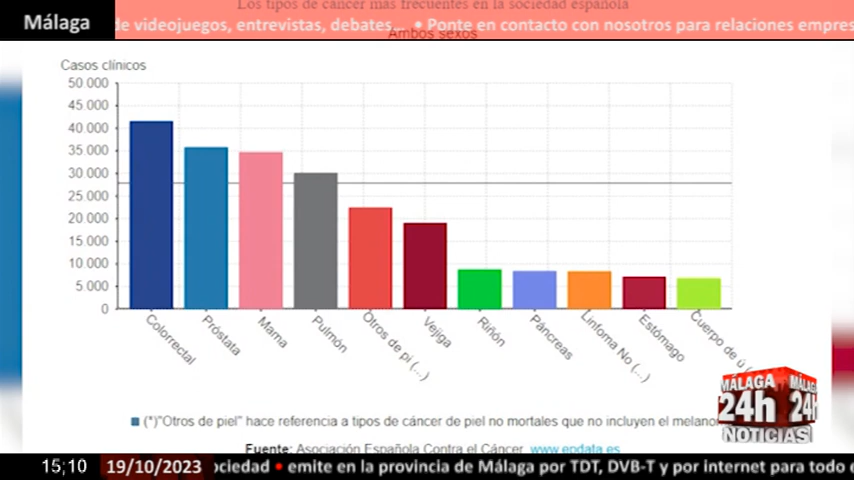 Los tipos de cáncer más frecuentes en la sociedad española
Málaga
de videojuegos, entrevistas, debates... • Ponte en contacto con nosotros para relaciones empres
Ambos sexos
Casos clínicos
50 000
45 000
40 000
35 000
30 000
25 000
20 000
15 000
10 000
5 000
0
Colorrectal
Próstata
Mama
Pulmón
Otros de pi (...)
Vejiga
Riñón
Páncreas
Linfoma No (...)
Estómago
Cuerpo de ú (
(*)"Otros de piel" hace referencia a tipos de cáncer de piel no mortales que no incluyen el melano
MÁLAGA
24h
NOTICIAS
MÁLAGA
24h
Fuente: Asociación Española Contra el Cáncer, www.epdata.es
15:10
19/10/2023
ociedad • emite en la provincia de Málaga por TDT, DVB-T y por internet para todo e